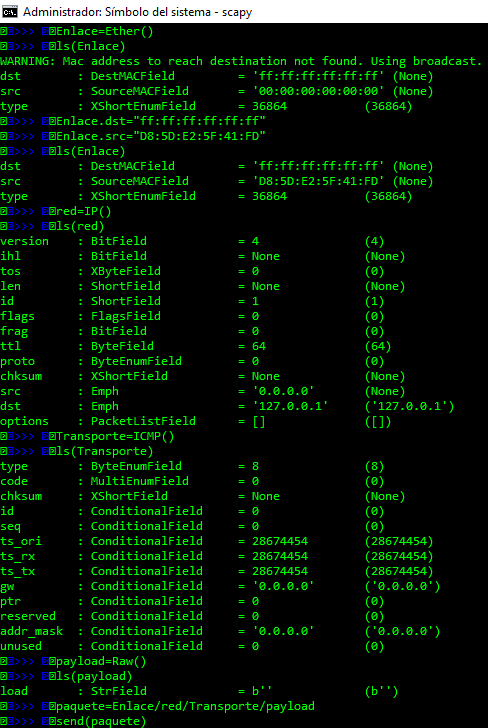 Administrador: Símbolo del sistema - scapy
>>> Enlace=Ether()
>>> ls(Enlace)
WARNING: Mac address to reach destination not found. Using broadcast.
dst : DestMACField = 'ff:ff:ff:ff:ff:ff' (None)
src : SourceMACField = '00:00:00:00:00:00' (None)
type : XShortEnumField = 36864 (36864)
>>> Enlace.dst="ff:ff:ff:ff:ff:ff"
>>> Enlace.src="D8:5D:E2:5F:41:FD"
>>> ls(Enlace)
dst : DestMACField = 'ff:ff:ff:ff:ff:ff' (None)
src : SourceMACField = 'D8:5D:E2:5F:41:FD' (None)
type : XShortEnumField = 36864 (36864)
>>> red=IP()
>>> ls(red)
version : BitField = 4 (4)
ihl : BitField = None (None)
tos : XByteField = 0 (0)
len : ShortField = None (None)
id : ShortField = 1 (1)
flags : FlagsField = 0 (0)
frag : BitField = 0 (0)
ttl : ByteField = 64 (64)
proto : ByteEnumField = 0 (0)
chksum : XShortField = None (None)
src : Emph = '0.0.0.0' (None)
dst : Emph = '127.0.0.1' ('127.0.0.1')
options : PacketListField = [] ([])
>>> Transporte=ICMP()
>>> ls(Transporte)
type : ByteEnumField = 8 (8)
code : MultiEnumField = 0 (0)
chksum : XShortField = None (None)
id : ConditionalField = 0 (0)
seq : ConditionalField = 0 (0)
ts_ori : ConditionalField = 28674454 (28674454)
ts_rx : ConditionalField = 28674454 (28674454)
ts_tx : ConditionalField = 28674454 (28674454)
gw : ConditionalField = '0.0.0.0' ('0.0.0.0')
ptr : ConditionalField = 0 (0)
reserved : ConditionalField = 0 (0)
addr_mask : ConditionalField = '0.0.0.0' ('0.0.0.0')
unused : ConditionalField = 0 (0)
>>> payload=Raw()
>>> ls(payload)
load : StrField = b'' (b'')
>>> paquete=Enlace/red/Transporte/payload
>>> send(paquete)